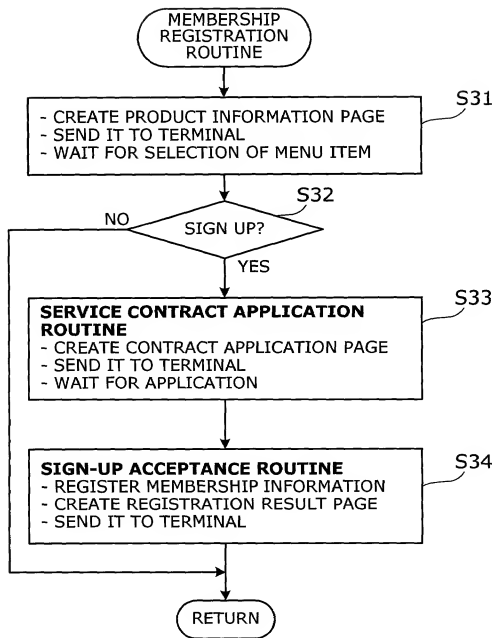 MEMBERSHIP
REGISTRATION
ROUTINE
S31
- CREATE PRODUCT INFORMATION PAGE
- SEND IT TO TERMINAL
- WAIT FOR SELECTION OF MENU ITEM
S32
NO
SIGN UP?
YES
S33
SERVICE CONTRACT APPLICATION
ROUTINE
- CREATE CONTRACT APPLICATION PAGE
- SEND IT TO TERMINAL
- WAIT FOR APPLICATION
S34
SIGN-UP ACCEPTANCE ROUTINE
- REGISTER MEMBERSHIP INFORMATION
- CREATE REGISTRATION RESULT PAGE
- SEND IT TO TERMINAL
RETURN